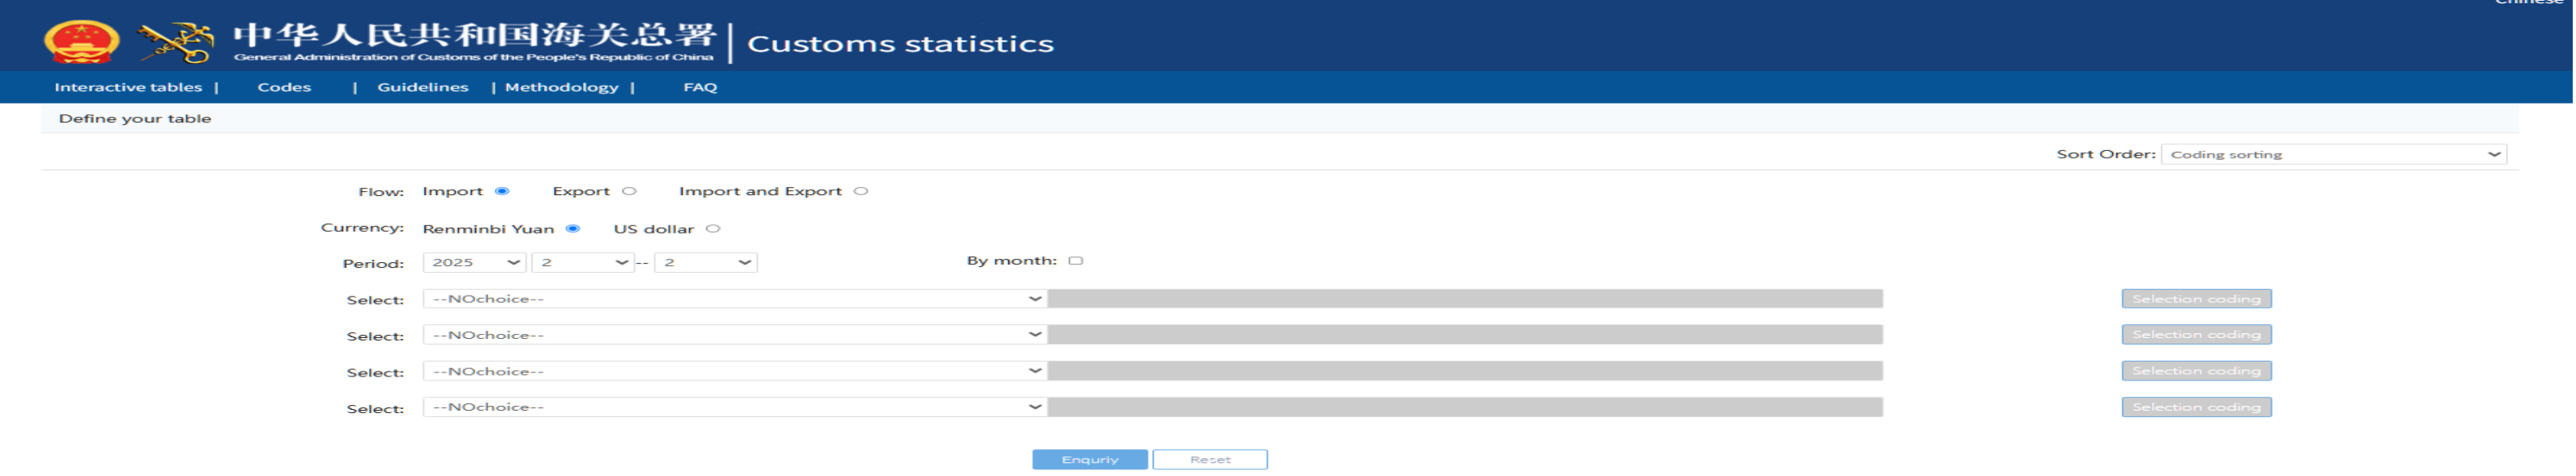 Chinese
中华人民共和国海关总署
General Administration of Customs of the People's Republic of China
Customs statistics
Interactive tables | Codes | Guidelines | Methodology | FAQ
Define your table
Sort Order: Coding sorting
Flow: Import Export Import and Export
Currency: Renminbi Yuan US dollar
Period: 2025 2 -- 2 By month:
Select: --NOchoice-- Selection coding
Select: --NOchoice-- Selection coding
Select: --NOchoice-- Selection coding
Select: --NOchoice-- Selection coding
Enquriy Reset